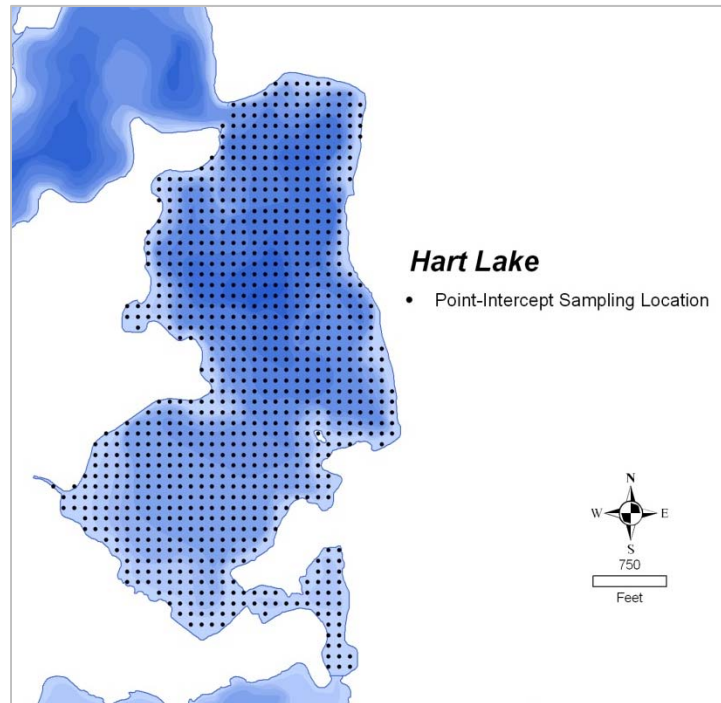 Hart Lake
• Point-Intercept Sampling Location
N
W E
S
750
Feet